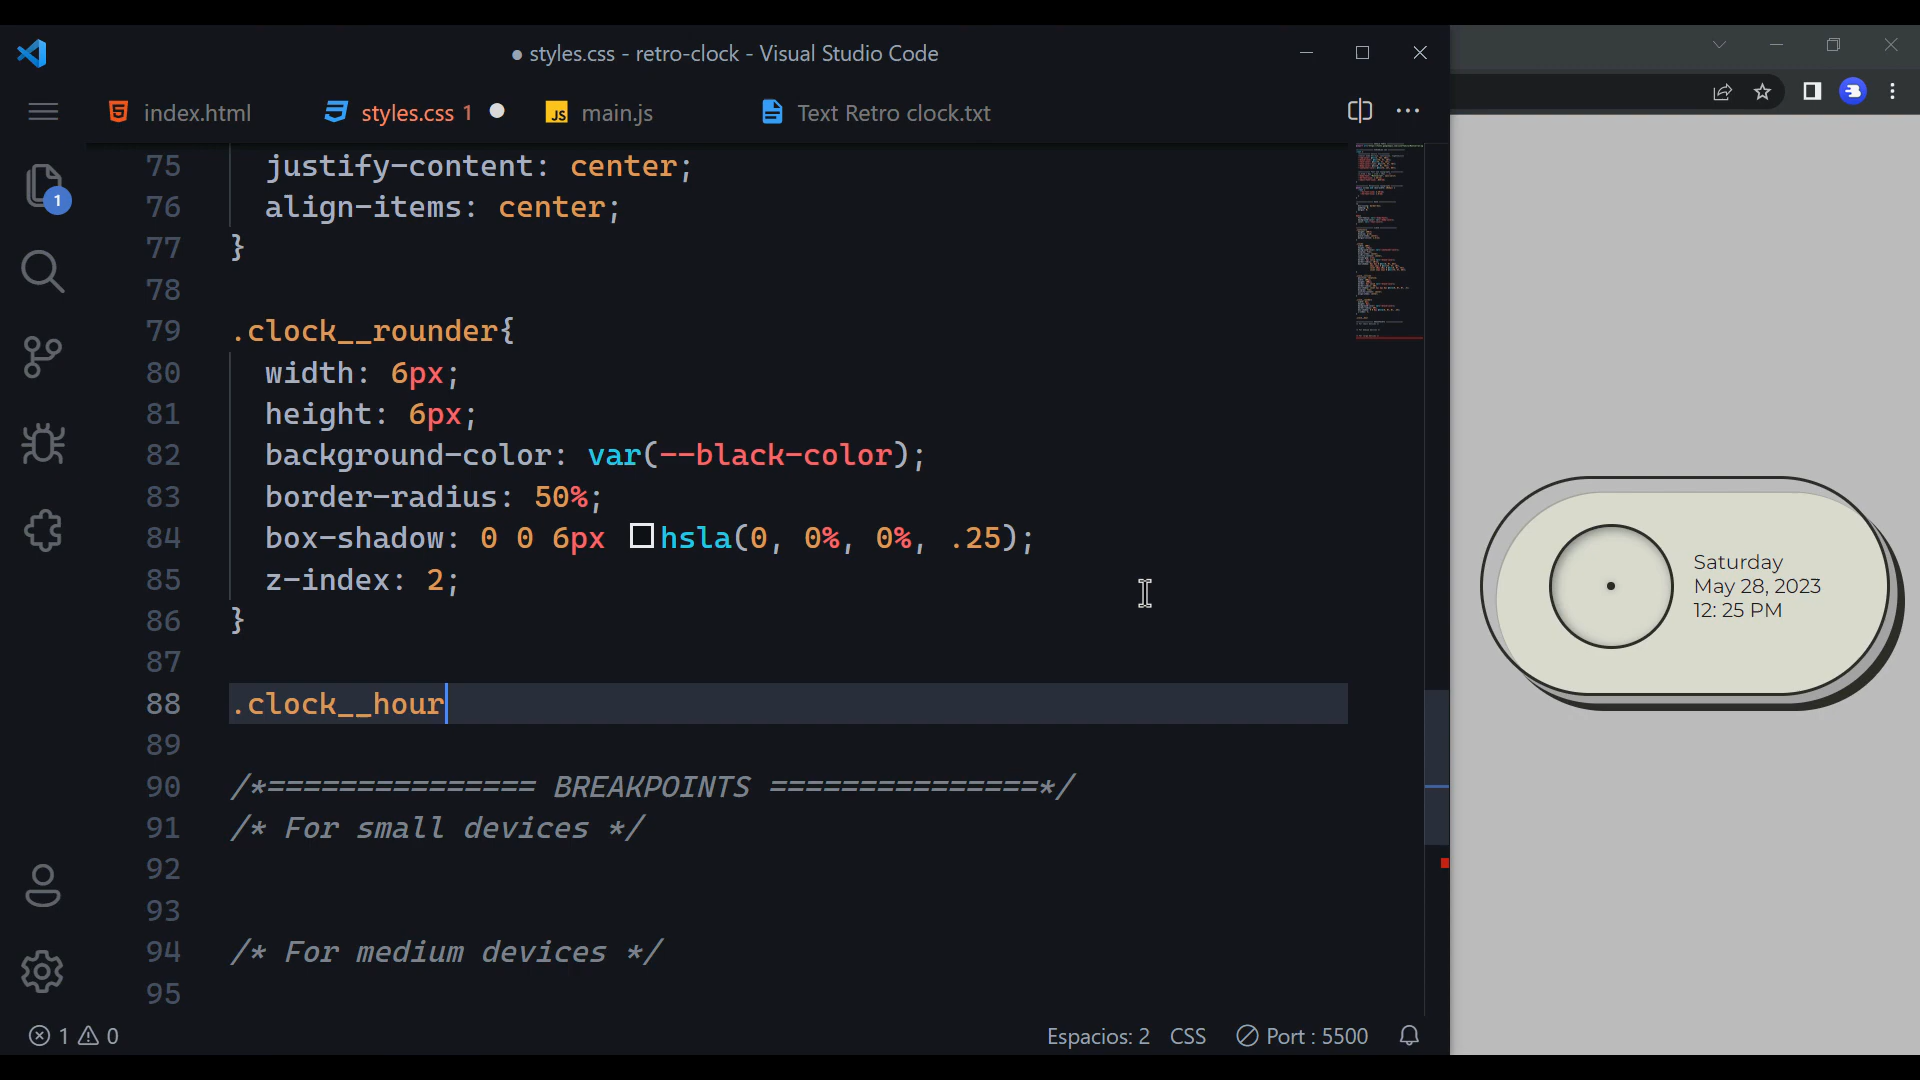 ● styles.css - retro-clock - Visual Studio Code
index.html
styles.css 1
JS main.js
Text Retro clock.txt
1
75 justify-content: center;
76 align-items: center;
77 }
78
79 .clock__rounder{
80 width: 6px;
81 height: 6px;
82 background-color: var(--black-color);
83 border-radius: 50%;
84 box-shadow: 0 0 6px hsla(0, 0%, 0%, .25);
85 z-index: 2;
86 }
87
88 .clock__hour
89
90 /*=============== BREAKPOINTS ===============*/
91 /* For small devices */
92
93
94 /* For medium devices */
95
1 0
Espacios: 2 CSS Port : 5500
Saturday
May 28, 2023
12: 25 PM